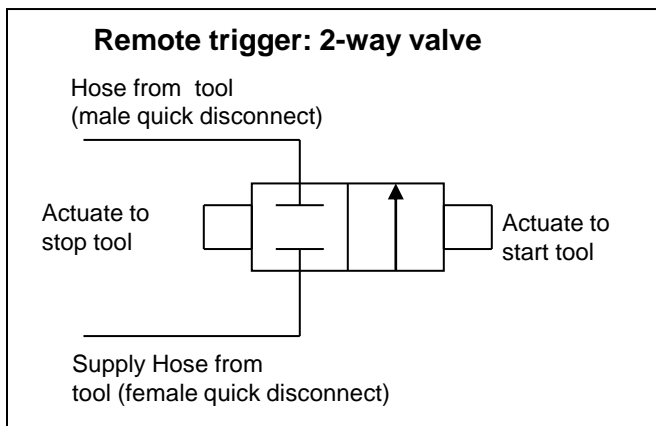 Remote trigger: 2-way valve
Hose from tool
(male quick disconnect)
Actuate to
stop tool
Actuate to
start tool
Supply Hose from
tool (female quick disconnect)